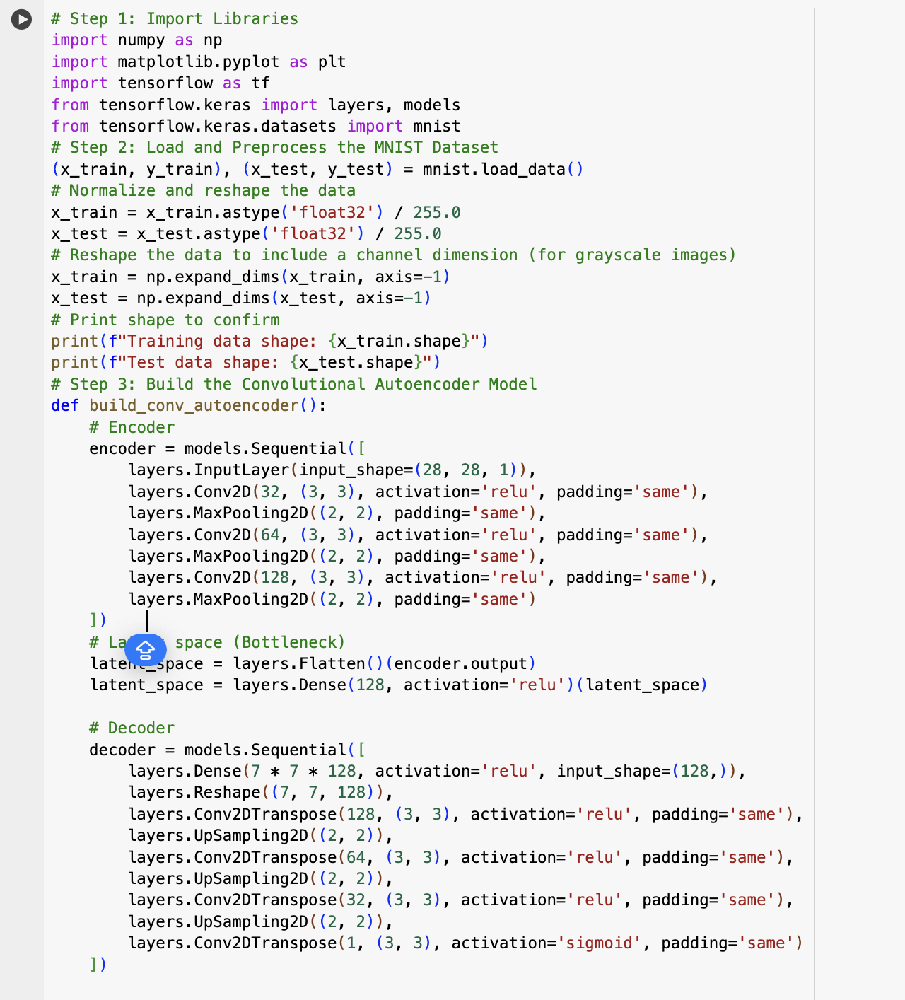 # Step 1: Import Libraries
import numpy as np
import matplotlib.pyplot as plt
import tensorflow as tf
from tensorflow.keras import layers, models
from tensorflow.keras.datasets import mnist
# Step 2: Load and Preprocess the MNIST Dataset
(x_train, y_train), (x_test, y_test) = mnist.load_data()
# Normalize and reshape the data
x_train = x_train.astype('float32') / 255.0
x_test = x_test.astype('float32') / 255.0
# Reshape the data to include a channel dimension (for grayscale images)
x_train = np.expand_dims(x_train, axis=-1)
x_test = np.expand_dims(x_test, axis=-1)
# Print shape to confirm
print(f"Training data shape: {x_train.shape}")
print(f"Test data shape: {x_test.shape}")
# Step 3: Build the Convolutional Autoencoder Model
def build_conv_autoencoder():
    # Encoder
    encoder = models.Sequential([
        layers.InputLayer(input_shape=(28, 28, 1)),
        layers.Conv2D(32, (3, 3), activation='relu', padding='same'),
        layers.MaxPooling2D((2, 2), padding='same'),
        layers.Conv2D(64, (3, 3), activation='relu', padding='same'),
        layers.MaxPooling2D((2, 2), padding='same'),
        layers.Conv2D(128, (3, 3), activation='relu', padding='same'),
        layers.MaxPooling2D((2, 2), padding='same')
    ])
    # space (Bottleneck)
    latent_space = layers.Flatten()(encoder.output)
    latent_space = layers.Dense(128, activation='relu')(latent_space)
    # Decoder
    decoder = models.Sequential([
        layers.Dense(7 * 7 * 128, activation='relu', input_shape=(128,)),
        layers.Reshape((7, 7, 128)),
        layers.Conv2DTranspose(128, (3, 3), activation='relu', padding='same'),
        layers.UpSampling2D((2, 2)),
        layers.Conv2DTranspose(64, (3, 3), activation='relu', padding='same'),
        layers.UpSampling2D((2, 2)),
        layers.Conv2DTranspose(32, (3, 3), activation='relu', padding='same'),
        layers.UpSampling2D((2, 2)),
        layers.Conv2DTranspose(1, (3, 3), activation='sigmoid', padding='same')
    ])